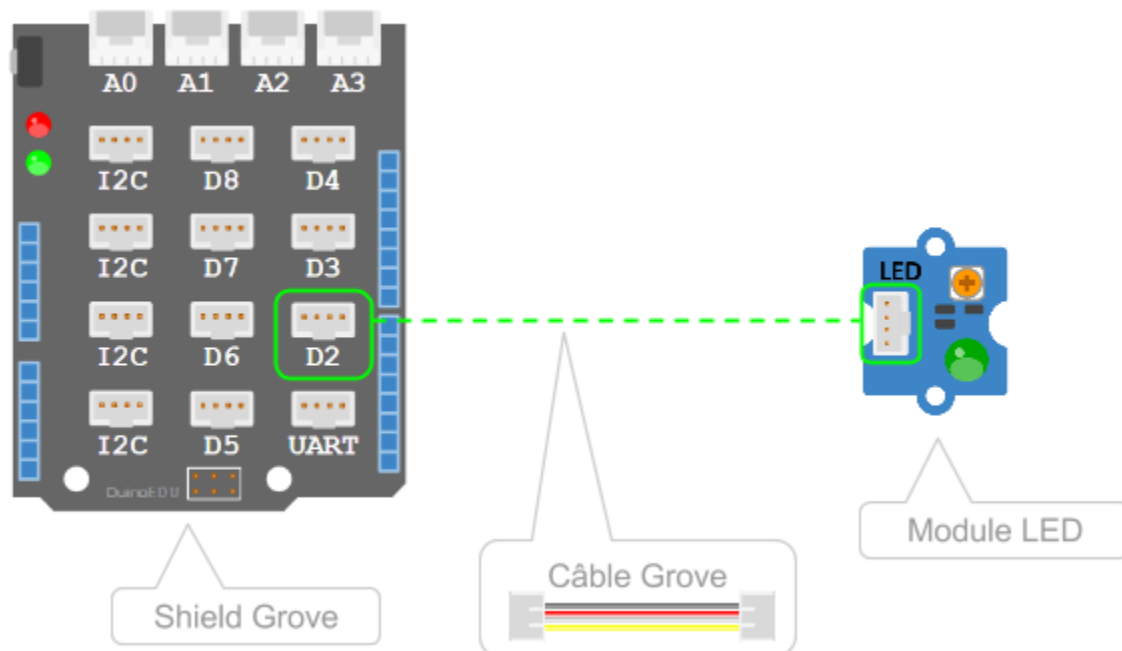 A0 A1 A2 A3
I2C D8 D4
I2C D7 D3
I2C D6 D2
I2C D5 UART
DuinoEDU
LED
Module LED
Câble Grove
Shield Grove